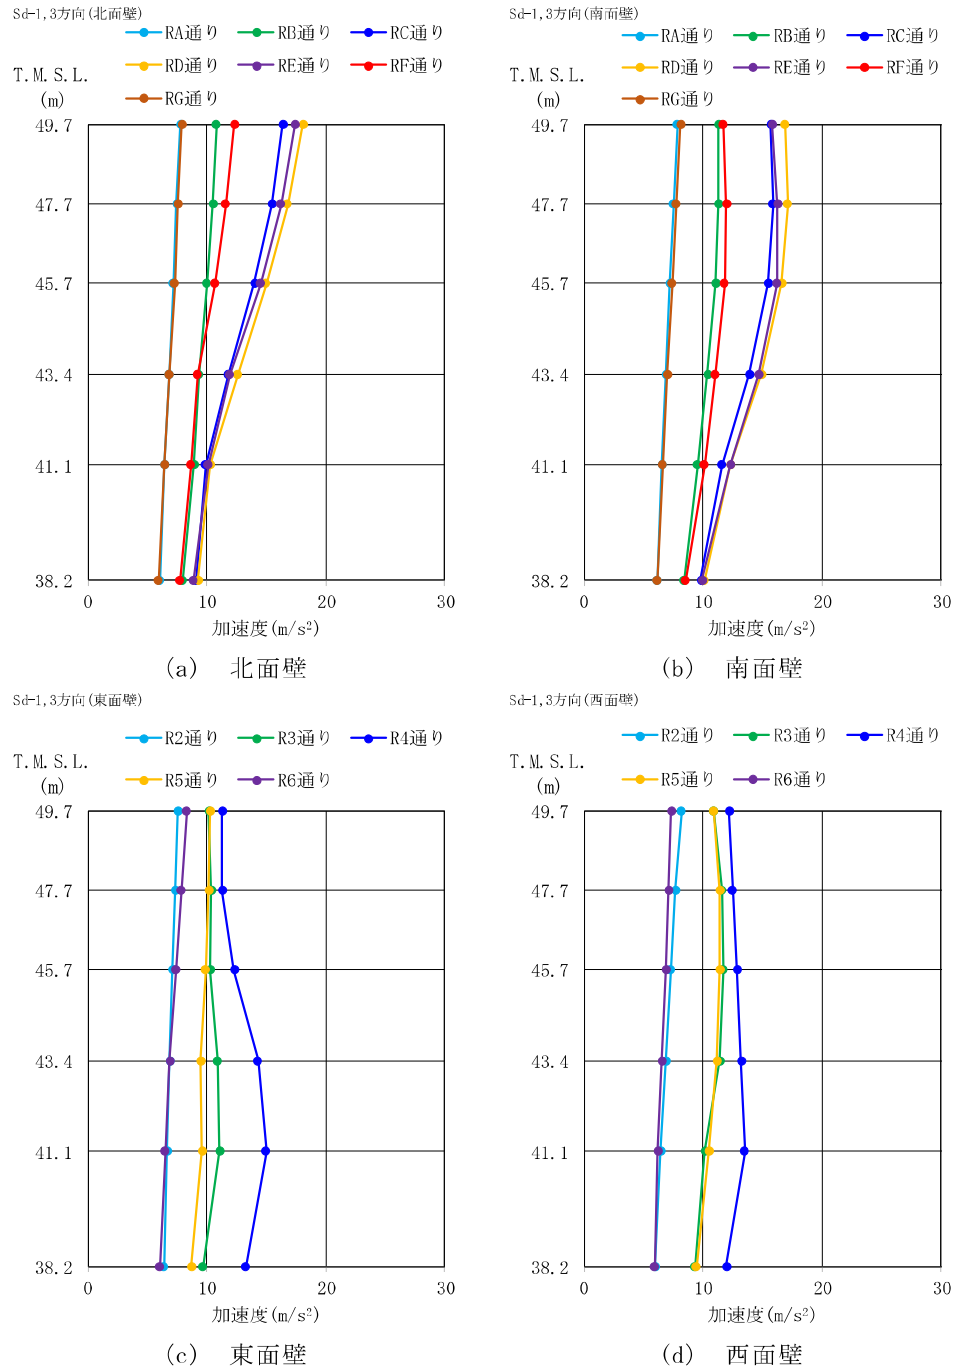 Sd-1,3方向(北面壁)
RA通り RB通り RC通り
RD通り RE通り RF通り
RG通り
T.M.S.L.
(m)
49.7
47.7
45.7
43.4
41.1
38.2
0 10 20 30
加速度(m/s²)
(a) 北面壁
Sd-1,3方向(南面壁)
RA通り RB通り RC通り
RD通り RE通り RF通り
RG通り
T.M.S.L.
(m)
49.7
47.7
45.7
43.4
41.1
38.2
0 10 20 30
加速度(m/s²)
(b) 南面壁
Sd-1,3方向(東面壁)
R2通り R3通り R4通り
R5通り R6通り
T.M.S.L.
(m)
49.7
47.7
45.7
43.4
41.1
38.2
0 10 20 30
加速度(m/s²)
(c) 東面壁
Sd-1,3方向(西面壁)
R2通り R3通り R4通り
R5通り R6通り
T.M.S.L.
(m)
49.7
47.7
45.7
43.4
41.1
38.2
0 10 20 30
加速度(m/s²)
(d) 西面壁